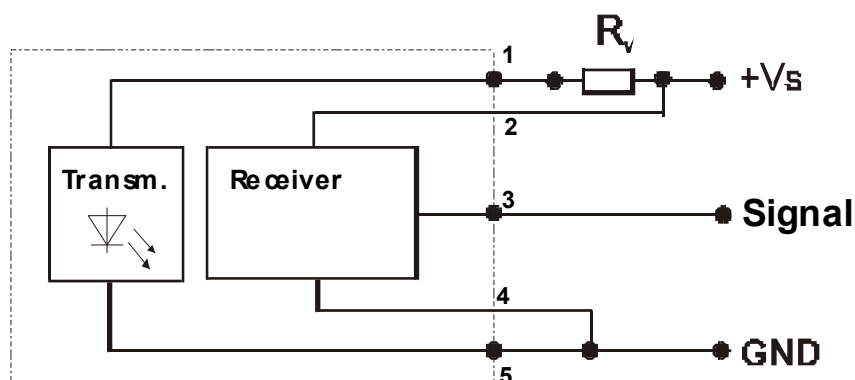 1
Rv
+Vs
2
Transm.
Receiver
3
Signal
4
GND
5